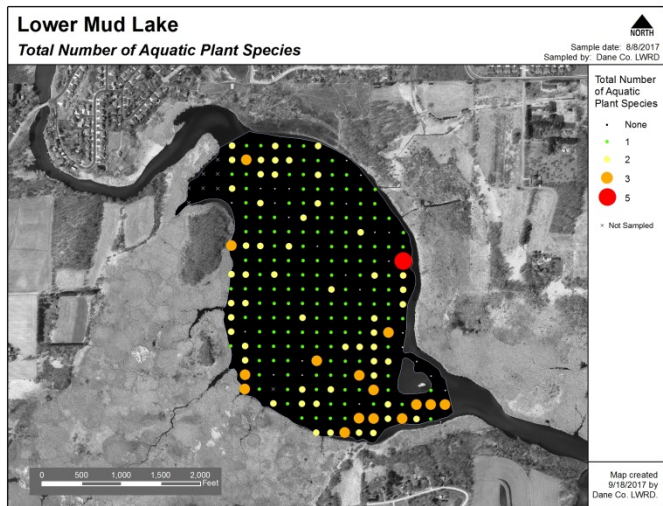 Lower Mud Lake
Total Number of Aquatic Plant Species
NORTH
Sample date: 8/8/2017
Sampled by: Dane Co. LWRD
Total Number
of Aquatic
Plant Species
None
1
2
3
5
Not Sampled
0 500 1,000 1,500 2,000
Feet
Map created
9/18/2017 by
Dane Co. LWRD.